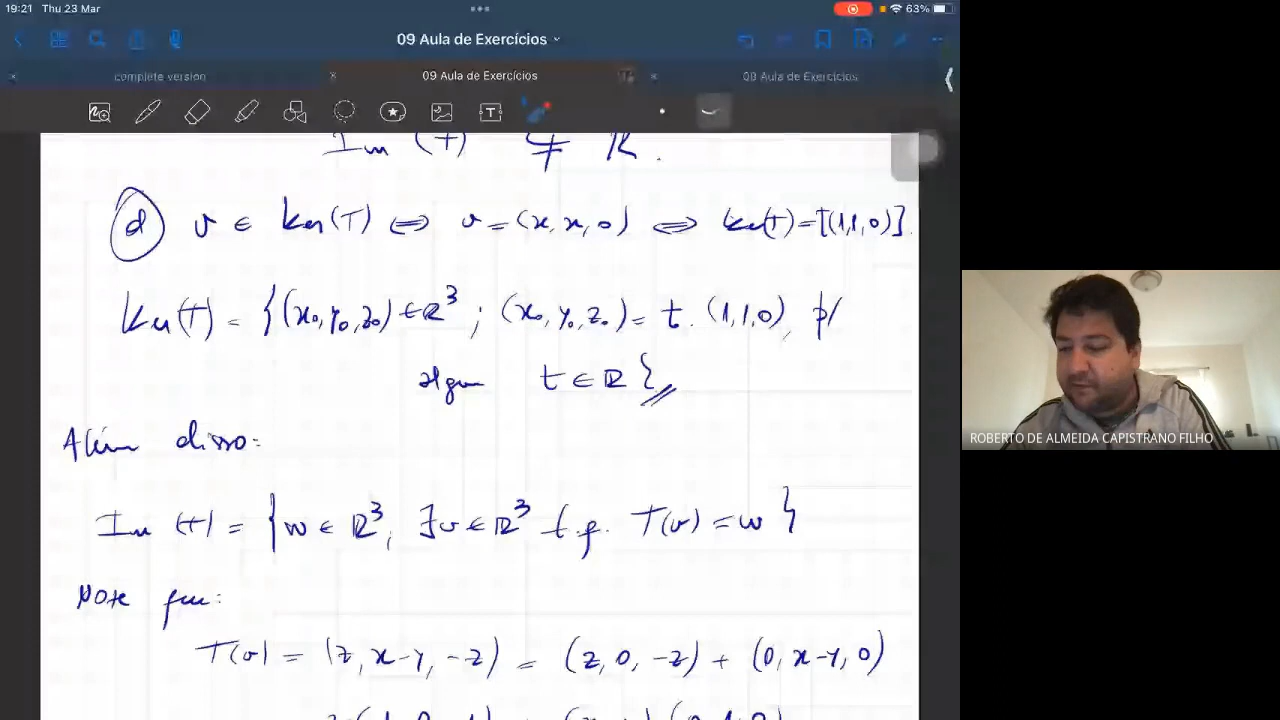 19:21 Thu 23 Mar
63%
09 Aula de Exercícios
complete version
09 Aula de Exercícios
08 Aula de Exercícios
Im (T) ⊊ R.
d v ∈ Ker(T) ⟺ v = (x, x, 0) ⟺ Ker(T) = [(1,1,0)].
Ker(T) = {(x₀, y₀, z₀) ∈ ℝ³ ; (x₀, y₀, z₀) = t . (1,1,0), p/
algum t ∈ ℝ}
Além disso:
Im (T) = {w ∈ ℝ³; ∃ v ∈ ℝ³ t.q. T(v) = w}
Note que:
T(v) = (z, x-y, -z) = (z, 0, -z) + (0, x-y, 0)
ROBERTO DE ALMEIDA CAPISTRANO FILHO